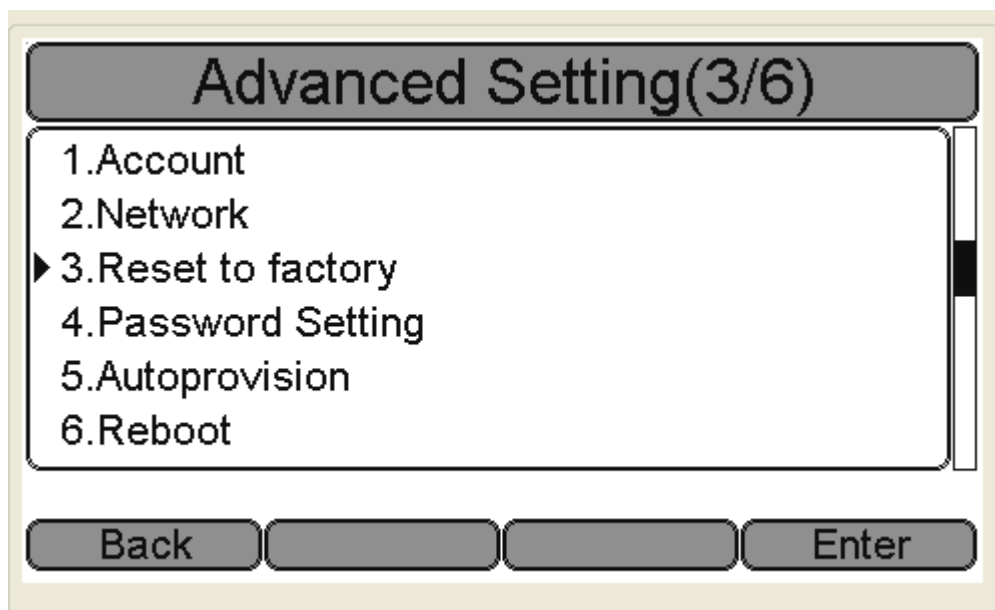 Advanced Setting(3/6)
1.Account
2.Network
3.Reset to factory
4.Password Setting
5.Autoprovision
6.Reboot
Back Enter